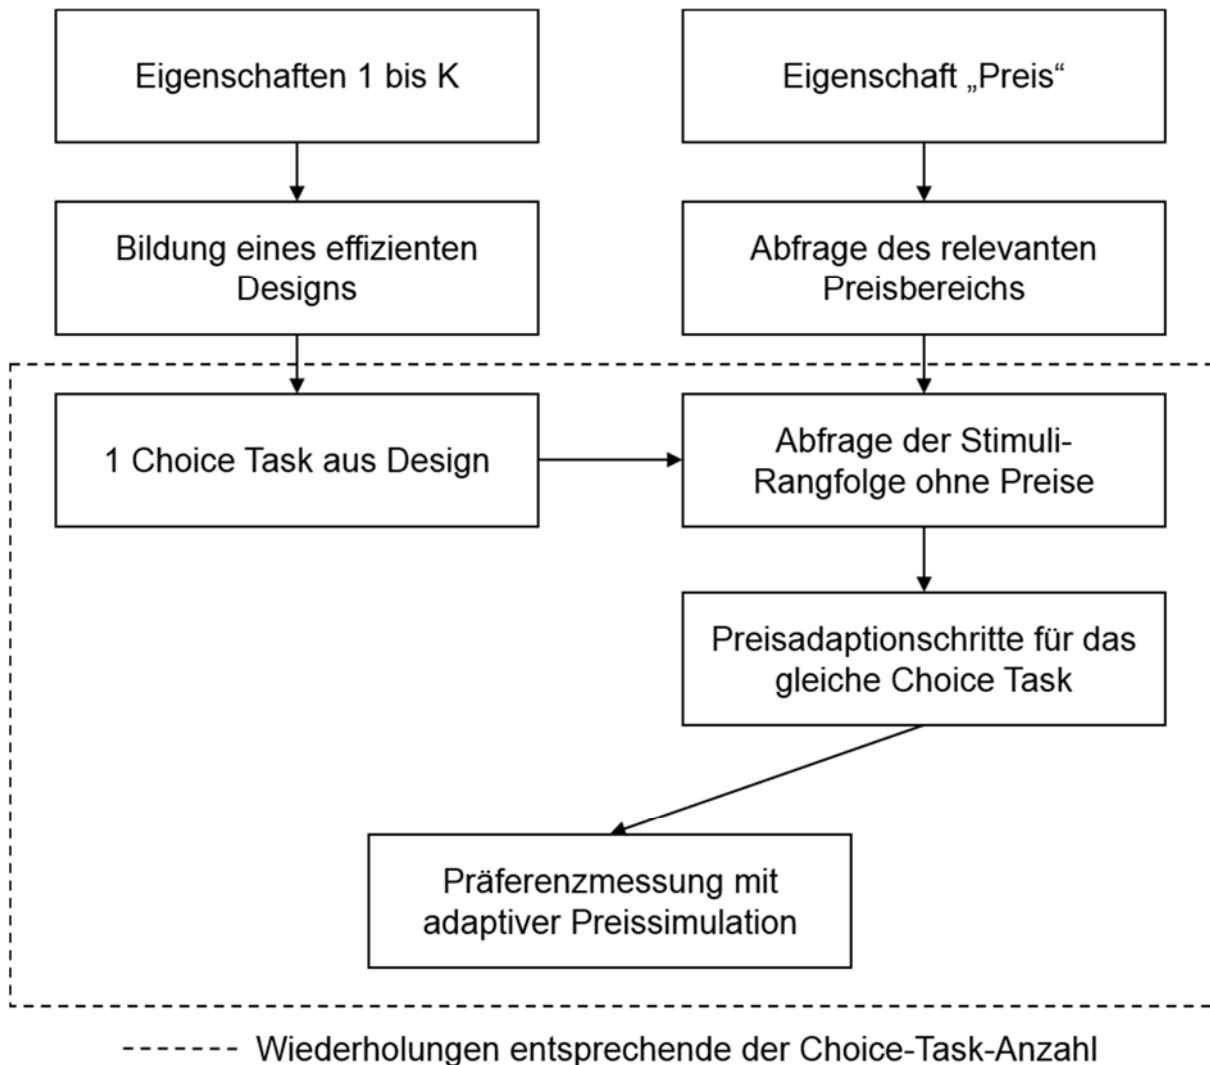 Eigenschaften 1 bis K
Eigenschaft „Preis“
Bildung eines effizienten
Designs
Abfrage des relevanten
Preisbereichs
1 Choice Task aus Design
Abfrage der Stimuli-
Rangfolge ohne Preise
Preisadaptionschritte für das
gleiche Choice Task
Präferenzmessung mit
adaptiver Preissimulation
Wiederholungen entsprechende der Choice-Task-Anzahl